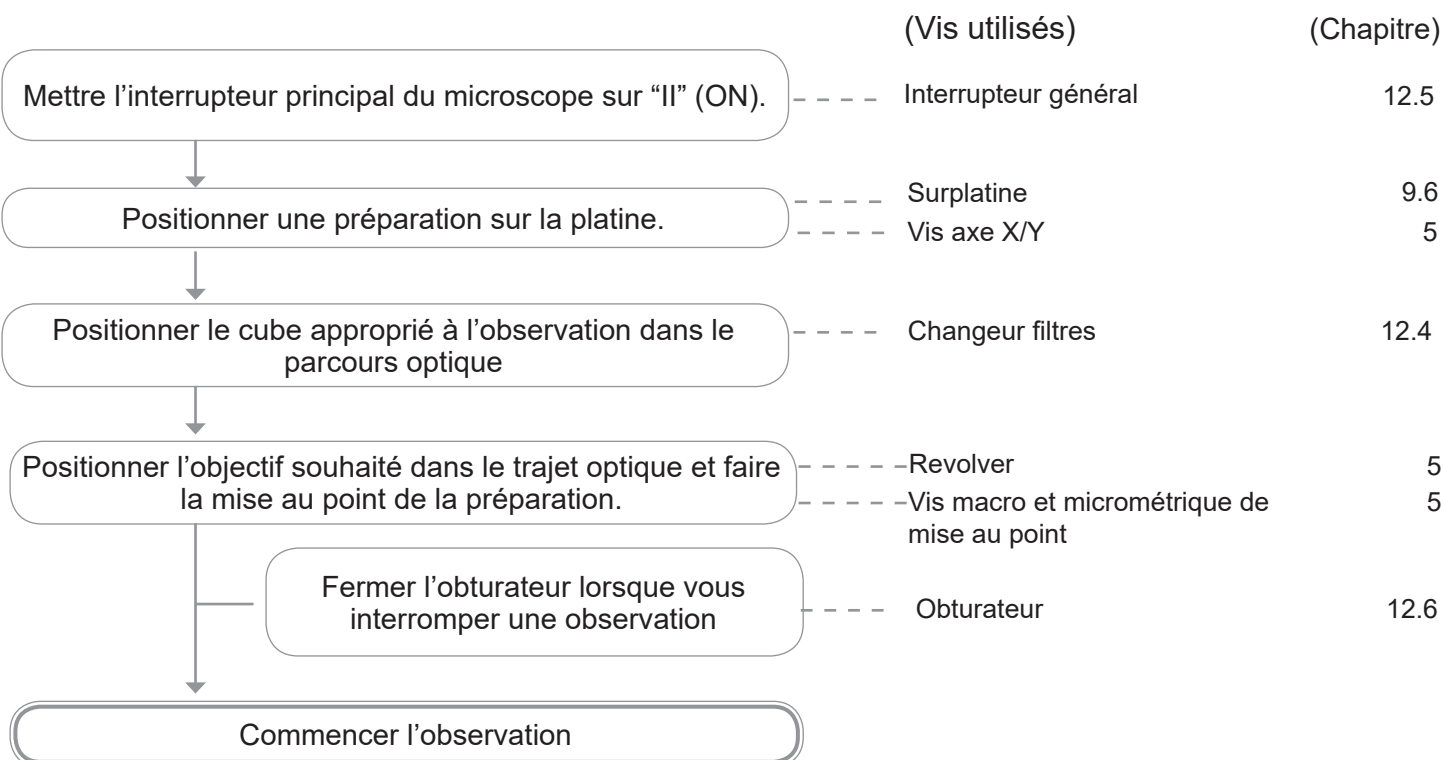 (Vis utilisés) (Chapitre)
Mettre l’interrupteur principal du microscope sur “II” (ON).
Interrupteur général 12.5
Positionner une préparation sur la platine.
Surplatine 9.6
Vis axe X/Y 5
Positionner le cube approprié à l’observation dans le
parcours optique
Changeur filtres 12.4
Positionner l’objectif souhaité dans le trajet optique et faire
la mise au point de la préparation.
Revolver 5
Vis macro et micrométrique de 5
mise au point
Fermer l’obturateur lorsque vous
interromper une observation
Obturateur 12.6
Commencer l’observation